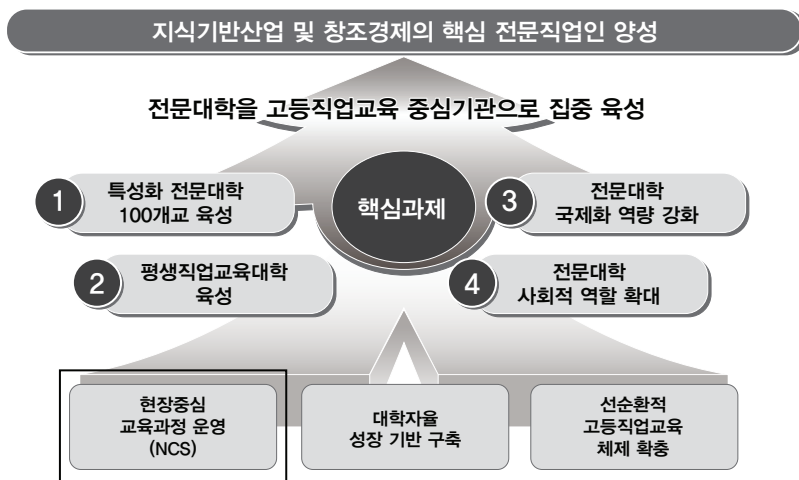 지식기반산업 및 창조경제의 핵심 전문직업인 양성
전문대학을 고등직업교육 중심기관으로 집중 육성
핵심과제
1
특성화 전문대학
100개교 육성
2
평생직업교육대학
육성
3
전문대학
국제화 역량 강화
4
전문대학
사회적 역할 확대
현장중심
교육과정 운영
(NCS)
대학자율
성장 기반 구축
선순환적
고등직업교육
체제 확충